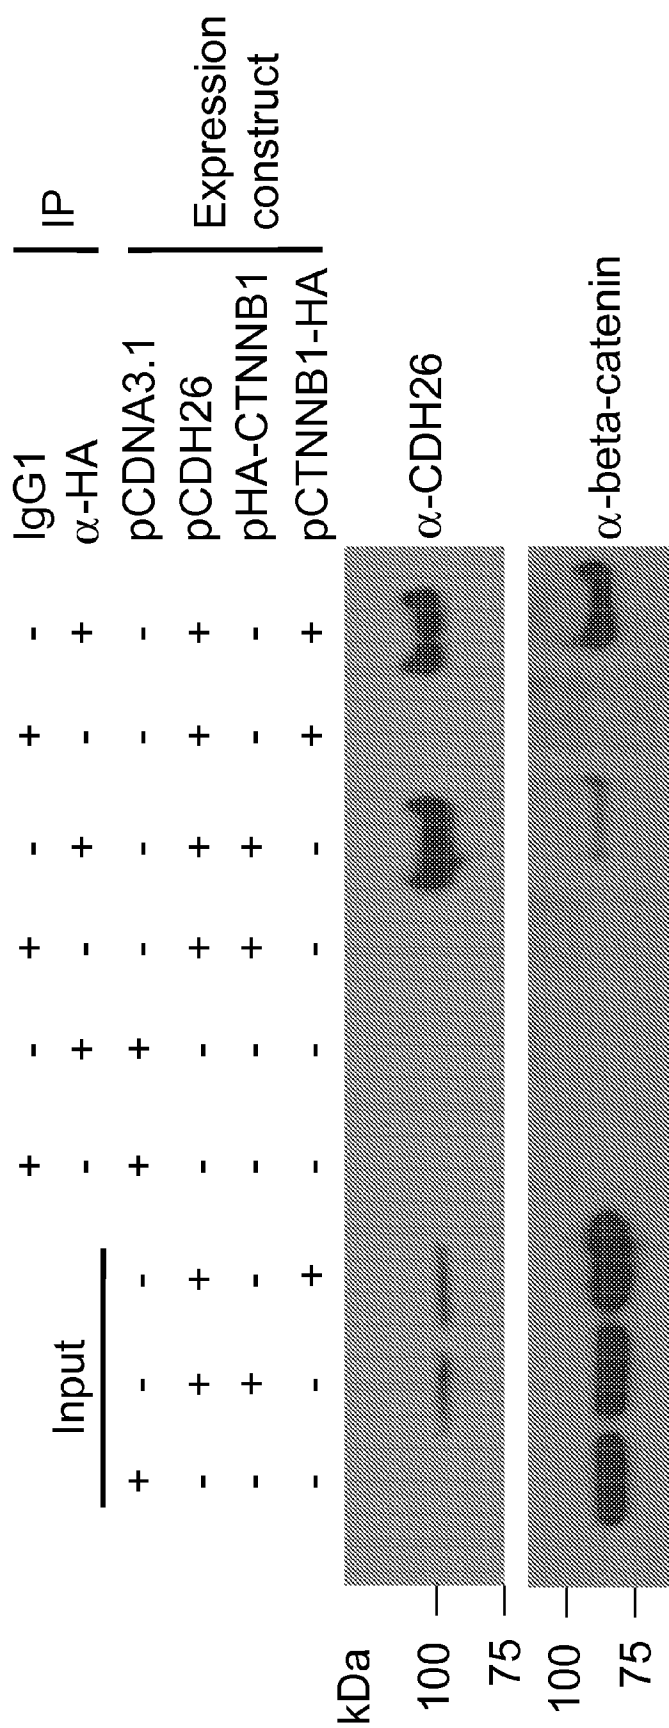 + - + - + - IgG1
IP
Input
- + - + - + α-HA
+ - - + + - - - - pCDNA3.1
- + + - - + + + + pCDH26
Expression
- + - - - + + - - pHA-CTNNB1
construct
- - + - - - - + + pCTNNB1-HA
kDa
100
α-CDH26
75
100
α-beta-catenin
75